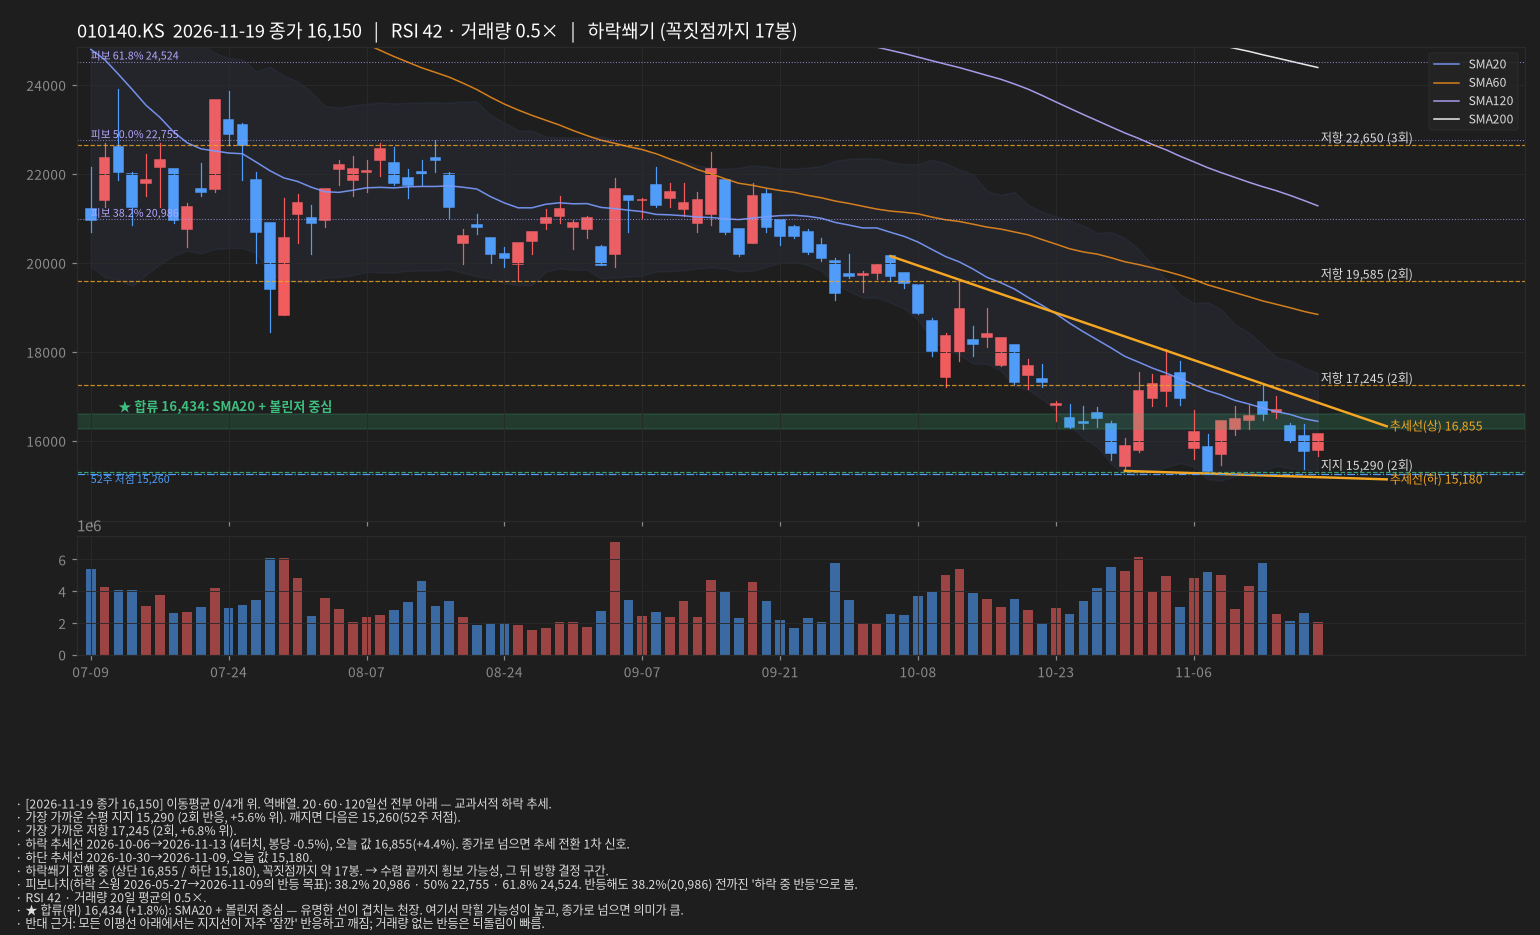 010140.KS 2026-11-19 종가 16,150 | RSI 42 · 거래량 0.5× | 하락쐐기 (꼭짓점까지 17봉)
피보 61.8% 24,524
SMA20
SMA60
SMA120
SMA200
24000
피보 50.0% 22,755
저항 22,650 (3회)
22000
피보 38.2% 20,986
20000
저항 19,585 (2회)
18000
저항 17,245 (2회)
★ 합류 16,434: SMA20 + 볼린저 중심
추세선(상) 16,855
16000
지지 15,290 (2회)
52주 저점 15,260
추세선(하) 15,180
1e6
6
4
2
0
07-09 07-24 08-07 08-24 09-07 09-21 10-08 10-23 11-06
· [2026-11-19 종가 16,150] 이동평균 0/4개 위. 역배열. 20·60·120일선 전부 아래 — 교과서적 하락 추세.
· 가장 가까운 수평 지지 15,290 (2회 반응, +5.6% 위). 깨지면 다음은 15,260(52주 저점).
· 가장 가까운 저항 17,245 (2회, +6.8% 위).
· 하락 추세선 2026-10-06→2026-11-13 (4터치, 봉당 -0.5%), 오늘 값 16,855(+4.4%). 종가로 넘으면 추세 전환 1차 신호.
· 하단 추세선 2026-10-30→2026-11-09, 오늘 값 15,180.
· 하락쐐기 진행 중 (상단 16,855 / 하단 15,180), 꼭짓점까지 약 17봉. → 수렴 끝까지 횡보 가능성, 그 뒤 방향 결정 구간.
· 피보나치(하락 스윙 2026-05-27→2026-11-09의 반등 목표): 38.2% 20,986 · 50% 22,755 · 61.8% 24,524. 반등해도 38.2%(20,986) 전까진 '하락 중 반등'으로 봄.
· RSI 42 · 거래량 20일 평균의 0.5×.
· ★ 합류(위) 16,434 (+1.8%): SMA20 + 볼린저 중심 — 유명한 선이 겹치는 천장. 여기서 막힐 가능성이 높고, 종가로 넘으면 의미가 큼.
· 반대 근거: 모든 이평선 아래에서는 지지선이 자주 '잠깐' 반응하고 깨짐; 거래량 없는 반등은 되돌림이 빠름.